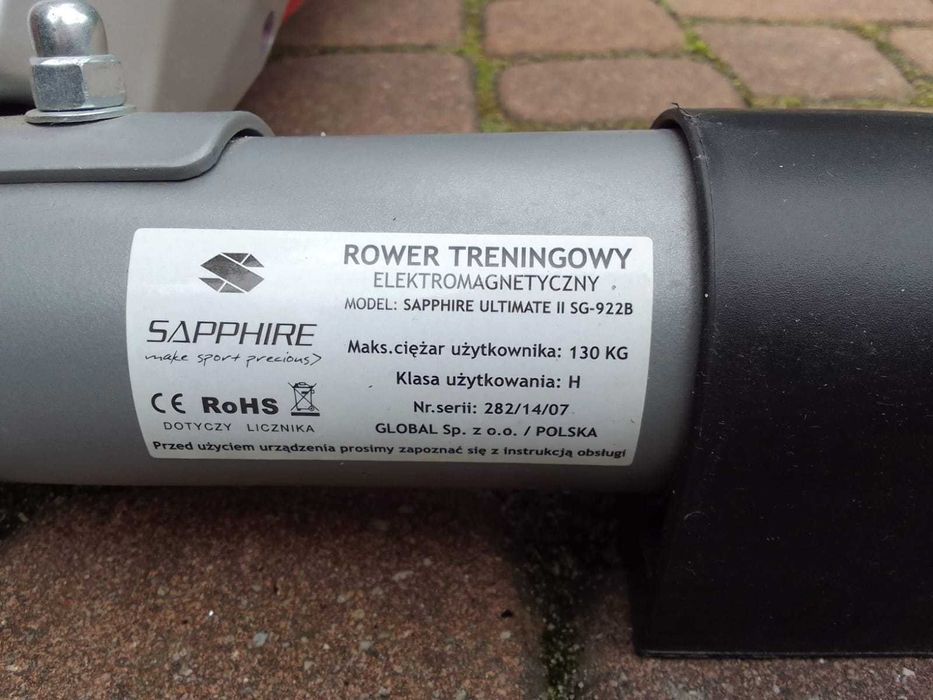 SAPPHIRE
make sport precious>
CE RoHS
DOTYCZY LICZNIKA
ROWER TRENINGOWY
ELEKTROMAGNETYCZNY
MODEL: SAPPHIRE ULTIMATE II SG-922B
Maks.ciężar użytkownika: 130 KG
Klasa użytkowania: H
Nr.serii: 282/14/07
GLOBAL Sp. z o.o. / POLSKA
Przed użyciem urządzenia prosimy zapoznać się z instrukcją obsługi